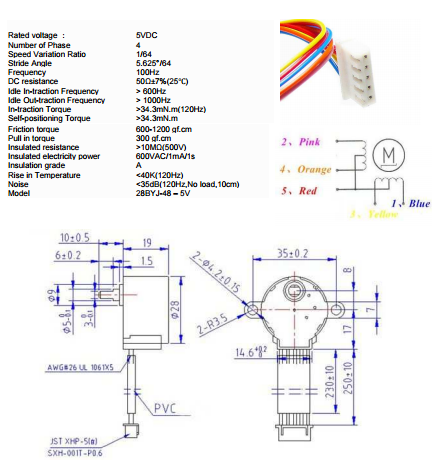 Rated voltage : 5VDC
Number of Phase 4
Speed Variation Ratio 1/64
Stride Angle 5.625°/64
Frequency 100Hz
DC resistance 50Ω±7%(25℃)
Idle In-traction Frequency > 600Hz
Idle Out-traction Frequency > 1000Hz
In-traction Torque >34.3mN.m(120Hz)
Self-positioning Torque >34.3mN.m
Friction torque 600-1200 gf.cm
Pull in torque 300 gf.cm
Insulated resistance >10MΩ(500V)
Insulated electricity power 600VAC/1mA/1s
Insulation grade A
Rise in Temperature <40K(120Hz)
Noise <35dB(120Hz,No load,10cm)
Model 28BYJ-48 – 5V
2、Pink
M
4、Orange
5、Red
1、Blue
3、Yellow
10±0.5
19
6±0.2
1.5
Φ9
Φ5-0.1
3-0.1
Φ28
AWG#26 UL 1061X5
PVC
JST XHP-5(m)
SXH-001T-P0.6
2-Φ4.2±0.15
35±0.2
8
7
17
2-R3.5
14.6
230±10
250±10